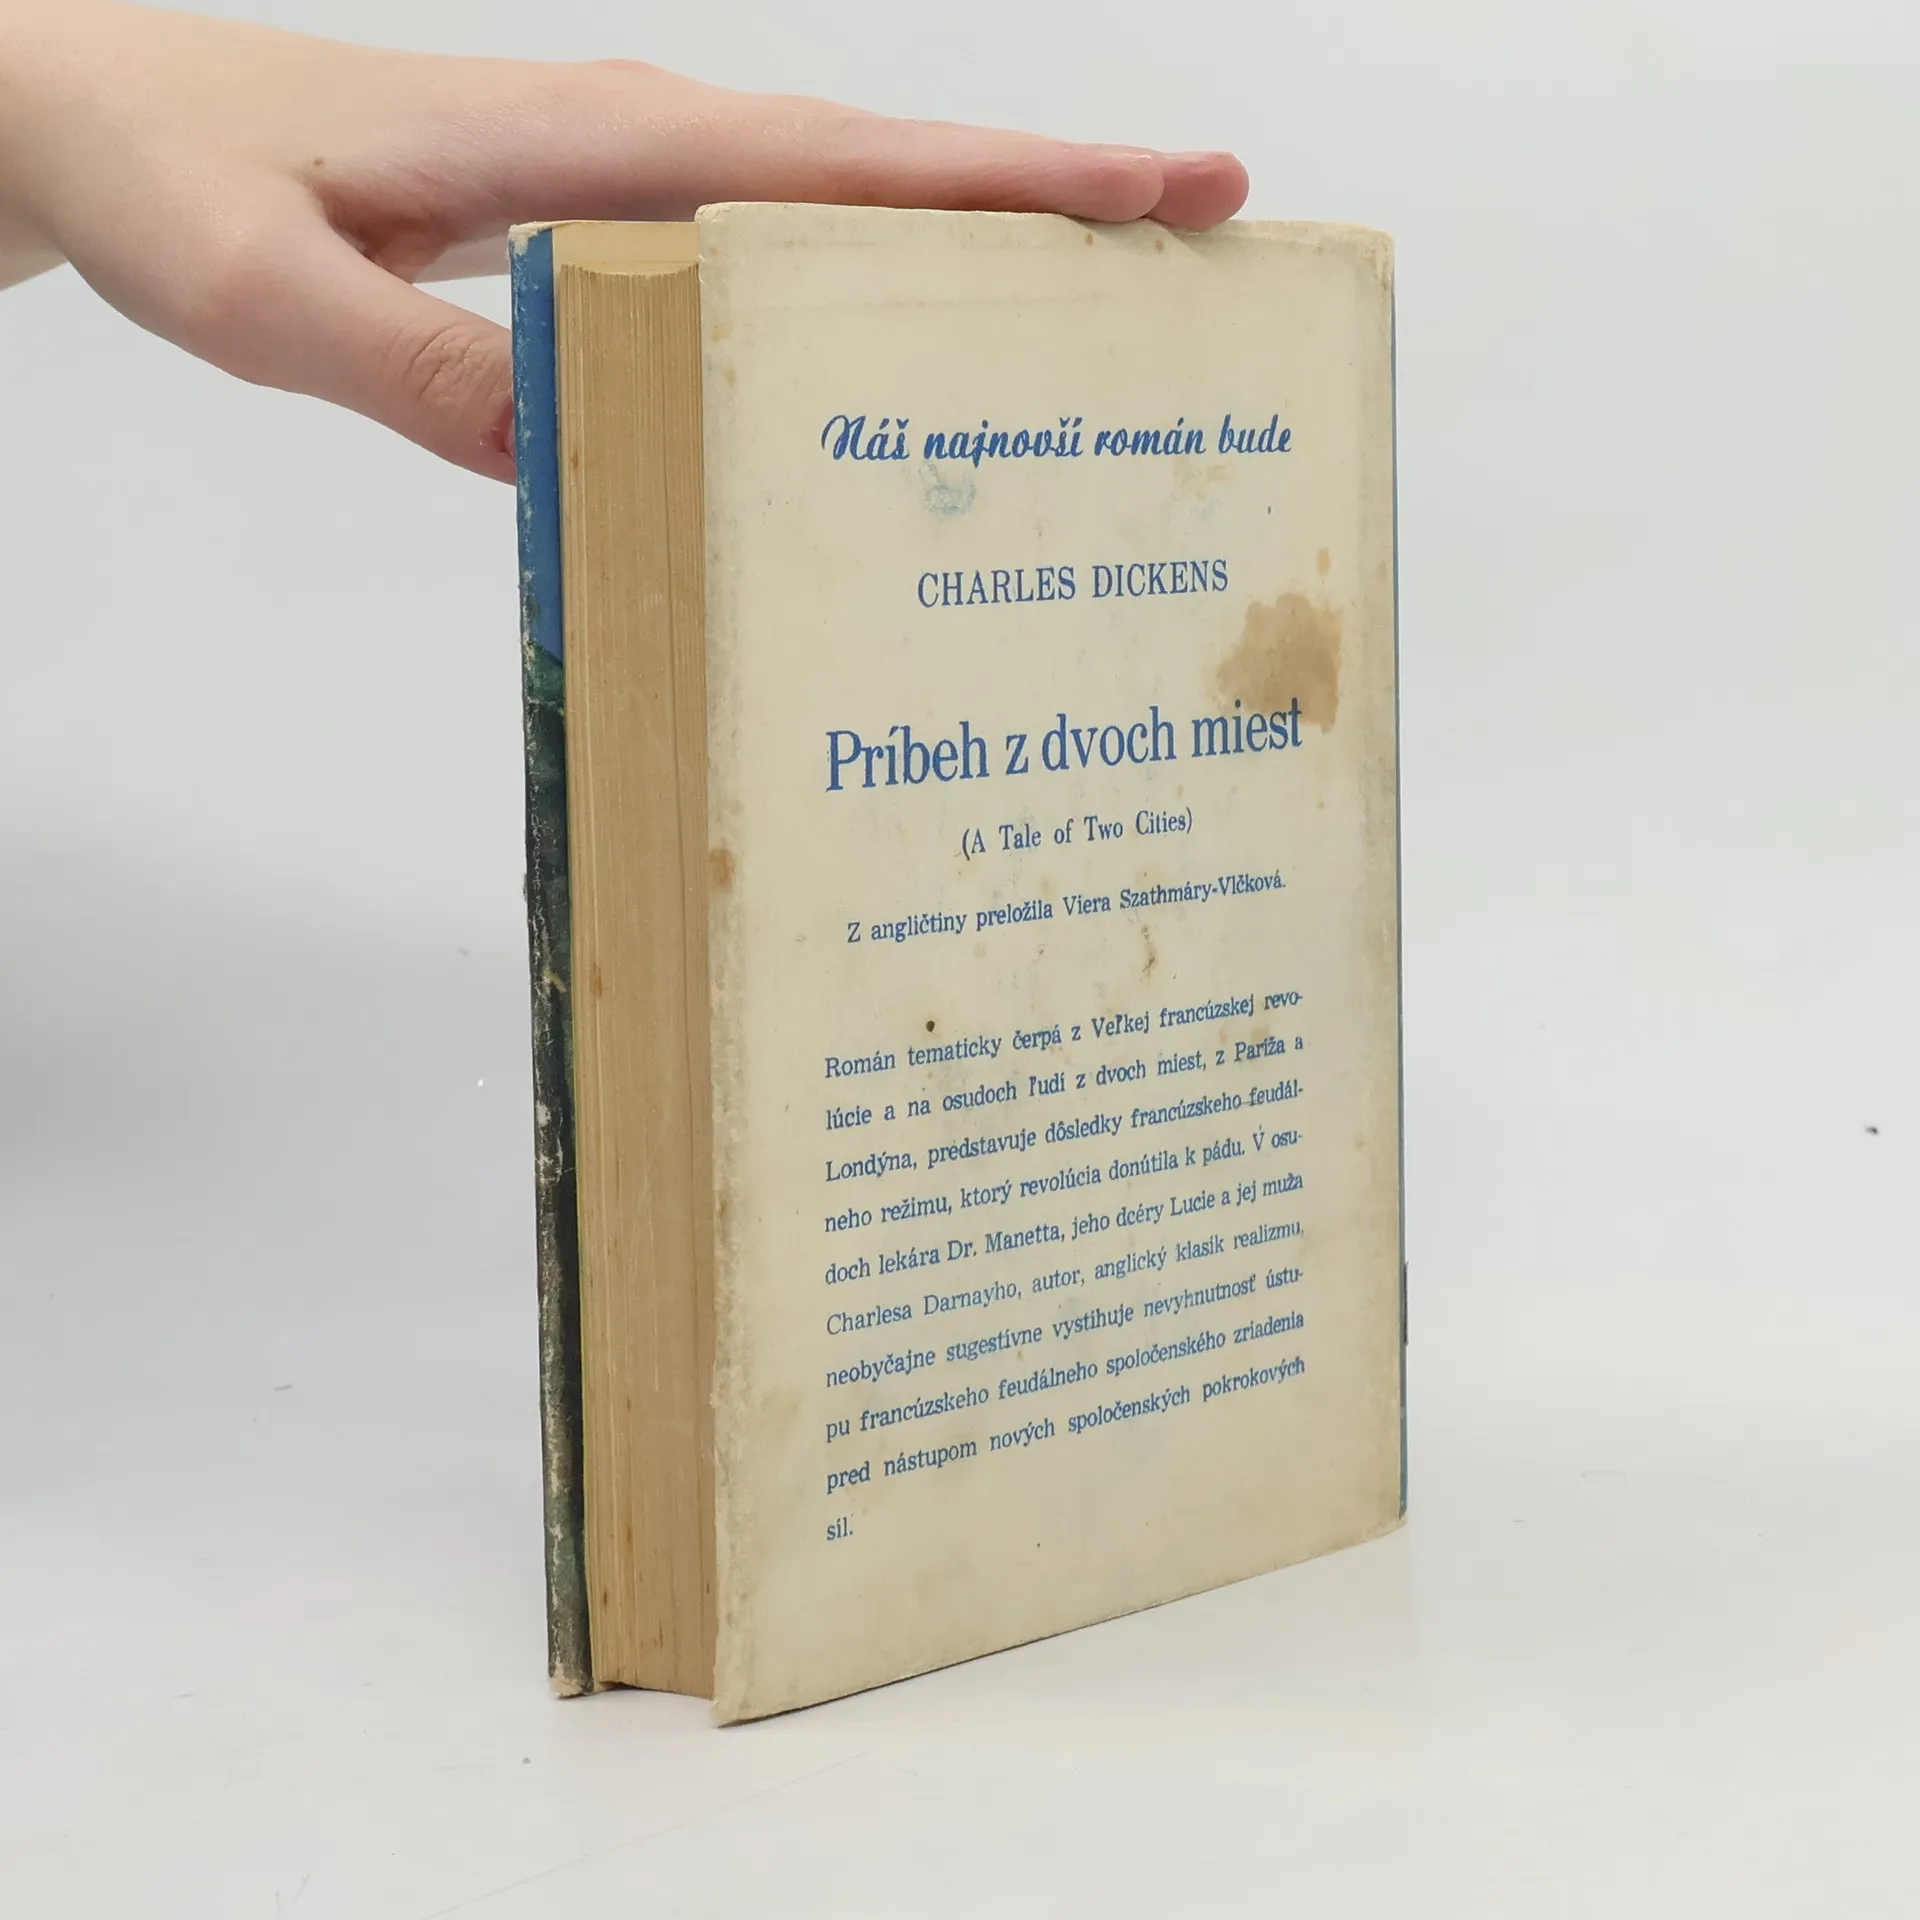 Náš najnovší román bude
CHARLES DICKENS
Príbeh z dvoch miest
(A Tale of Two Cities)
Z angličtiny preložila Viera Szathmáry-Vlčková.
Román tematicky čerpá z Veľkej francúzskej revo-
lúcie a na osudoch ľudí z dvoch miest, z Paríža a
Londýna, predstavuje dôsledky francúzskeho feudál-
neho režimu, ktorý revolúcia donútila k pádu. V osu-
doch lekára Dr. Manetta, jeho dcéry Lucie a jej muža
Charlesa Darnayho, autor, anglický klasik realizmu,
neobyčajne sugestívne vystihuje nevyhnutnosť ústu-
pu francúzskeho feudálneho spoločenského zriadenia
pred nástupom nových spoločenských pokrokových
síl.